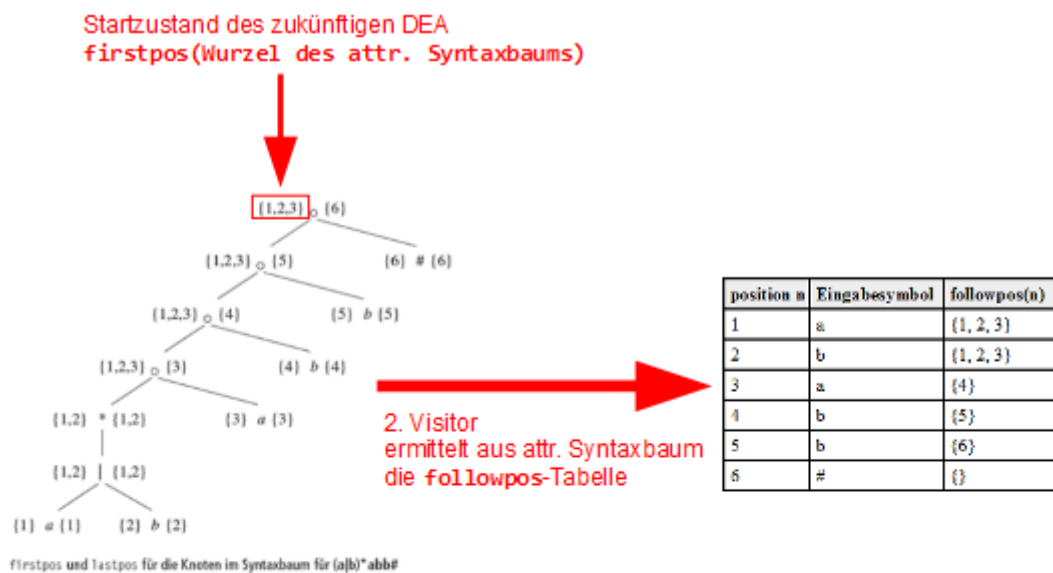 Startzustand des zukünftigen DEA
firstpos(Wurzel des attr. Syntaxbaums)
{1,2,3} ○ {6}
{1,2,3} ○ {5}
{6} # {6}
{1,2,3} ○ {4}
{5} b {5}
{1,2,3} ○ {3}
{4} b {4}
{1,2} * {1,2}
{3} a {3}
{1,2} | {1,2}
{1} a {1}
{2} b {2}
firstpos und lastpos für die Knoten im Syntaxbaum für (a|b)*abb#
2. Visitor
ermittelt aus attr. Syntaxbaum
die followpos-Tabelle
position n Eingabesymbol followpos(n)
1 a {1, 2, 3}
2 b {1, 2, 3}
3 a {4}
4 b {5}
5 b {6}
6 # {}